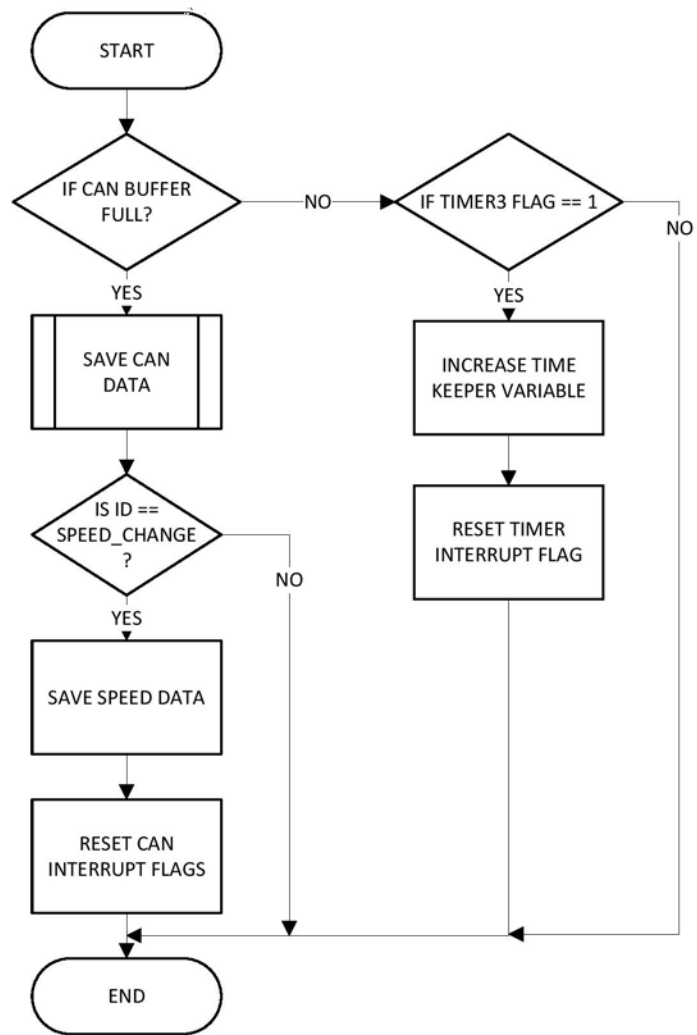 START
IF CAN BUFFER
FULL?
NO
IF TIMER3 FLAG == 1
NO
YES
YES
SAVE CAN
DATA
INCREASE TIME
KEEPER VARIABLE
IS ID ==
SPEED_CHANGE
?
NO
RESET TIMER
INTERRUPT FLAG
YES
SAVE SPEED DATA
RESET CAN
INTERRUPT FLAGS
END